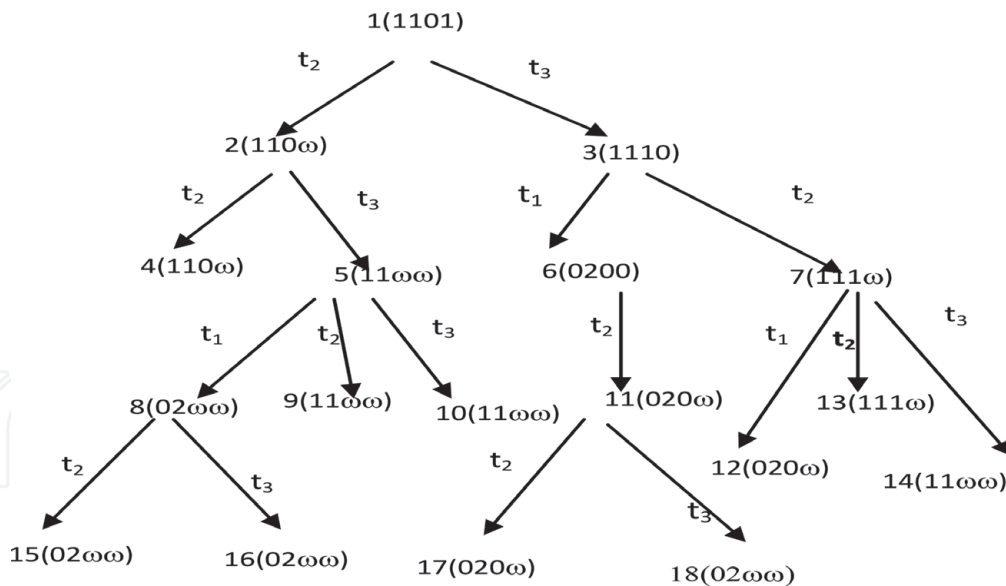 1(1101)
t₂ t₃
2(110ω) 3(1110)
t₂ t₃ t₁ t₂
4(110ω) 5(11ωω) 6(0200) 7(111ω)
t₁ t₂ t₃ t₂ t₁ t₂ t₃
8(02ωω) 9(11ωω) 10(11ωω) 11(020ω) 13(111ω)
t₂ t₃ t₂ t₃ 12(020ω) 14(11ωω)
15(02ωω) 16(02ωω) 17(020ω) 18(02ωω)